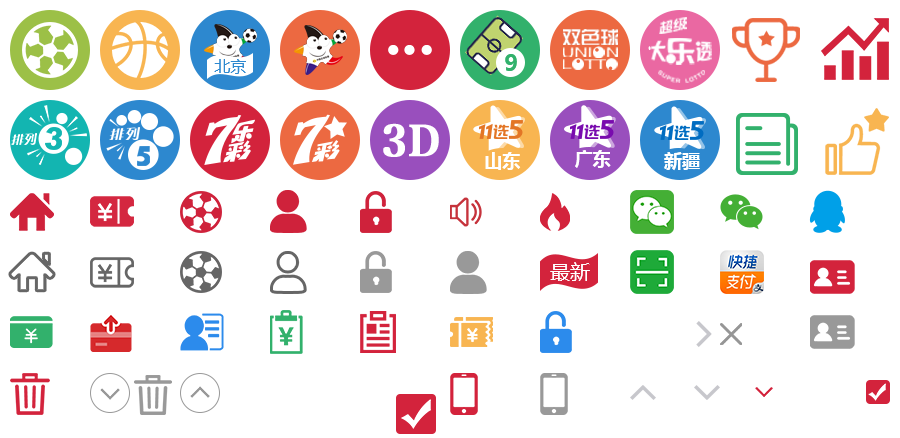 北京
9
双色球
UNION
LOTTO
超级
大乐透
SUPER LOTTO
排列
3
排列
5
7乐彩
7彩
3D
11选5
山东
11选5
广东
11选5
新疆
¥
¥
最新
快捷
支付
支
¥
¥
¥